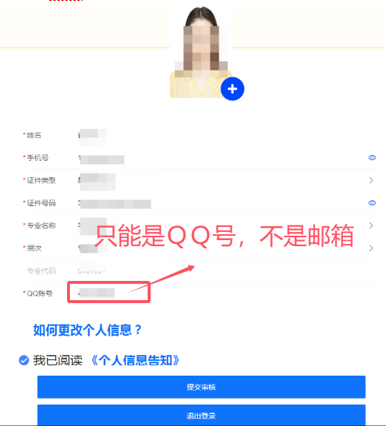 *姓名
*手机号
*证件类型
*证件号码
*专业名称
只能是QQ号，不是邮箱
*层次
专业代码
*QQ账号
如何更改个人信息？
我已阅读《个人信息告知》
提交审核
退出登录